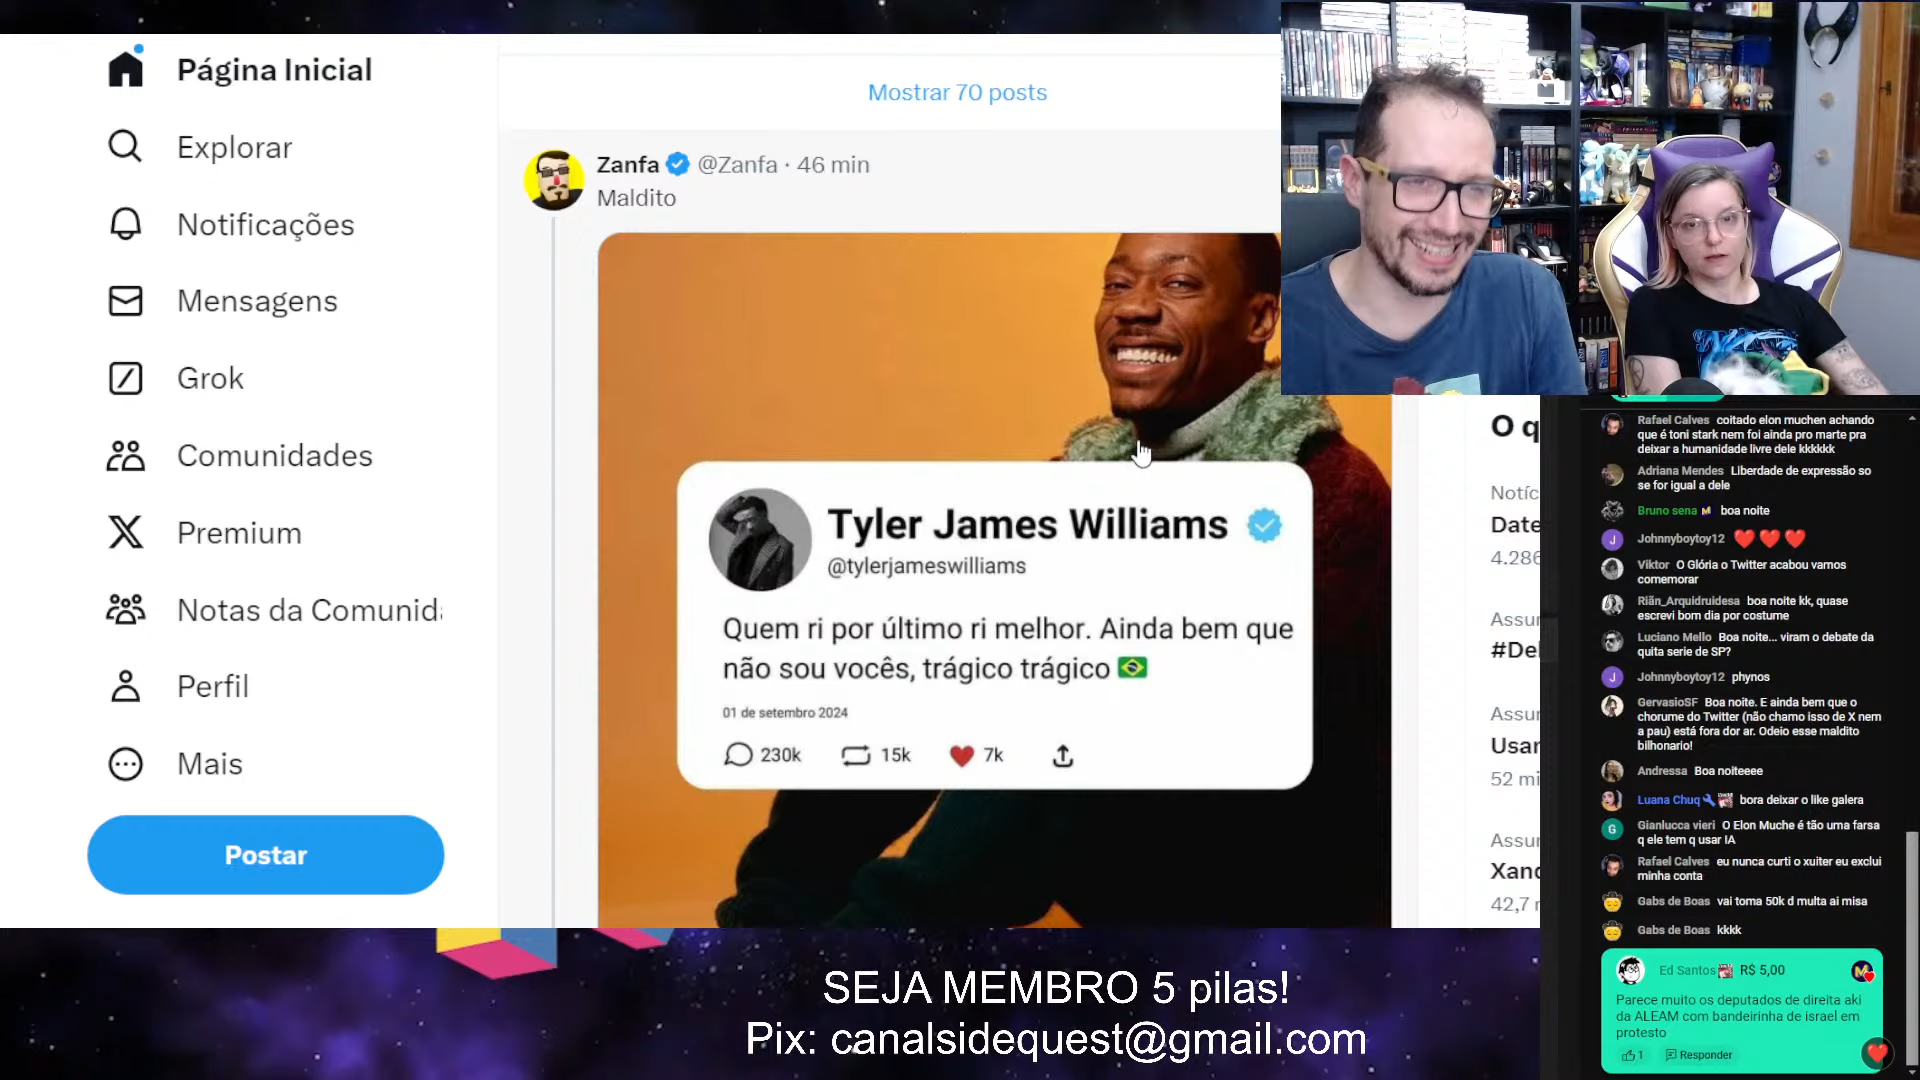 Página Inicial
Explorar
Notificações
Mensagens
Grok
Comunidades
Premium
Notas da Comunid
Perfil
Mais
Postar
Mostrar 70 posts
Zanfa @Zanfa · 46 min
Maldito
Tyler James Williams
@tylerjameswilliams
Quem ri por último ri melhor. Ainda bem que
não sou vocês, trágico trágico 🇧🇷
01 de setembro 2024
230k 15k 7k
O q
Notíc
Date
4.286
Assur
#Del
Assur
Usar
52 mi
Assur
Xand
42,7 r
Rafael Calves coitado elon muchen achando
que é toni stark nem foi ainda pro marte pra
deixar a humanidade livre dele kkkkkk
Adriana Mendes Liberdade de expressão so
se for igual a dele
Bruno sena boa noite
Johnnyboytoy12 ❤️❤️❤️
Viktor O Glória o Twitter acabou vamos
comemorar
Riãn_Arquidruidesa boa noite kk, quase
escrevi bom dia por costume
Luciano Mello Boa noite... viram o debate da
quita serie de SP?
Johnnyboytoy12 phynos
GervasioSF Boa noite. E ainda bem que o
chorume do Twitter (não chamo isso de X nem
a pau) está fora dor ar. Odeio esse maldito
bilhonario!
Andressa Boa noiteeee
Luana Chuq bora deixar o like galera
Gianlucca vieri O Elon Muche é tão uma farsa
q ele tem q usar IA
Rafael Calves eu nunca curti o xuiter eu exclui
minha conta
Gabs de Boas vai toma 50k d multa ai misa
Gabs de Boas kkkk
Ed Santos R$ 5,00
Parece muito os deputados de direita aki
da ALEAM com bandeirinha de israel em
protesto
1 Responder
SEJA MEMBRO 5 pilas!
Pix: canalsidequest@gmail.com